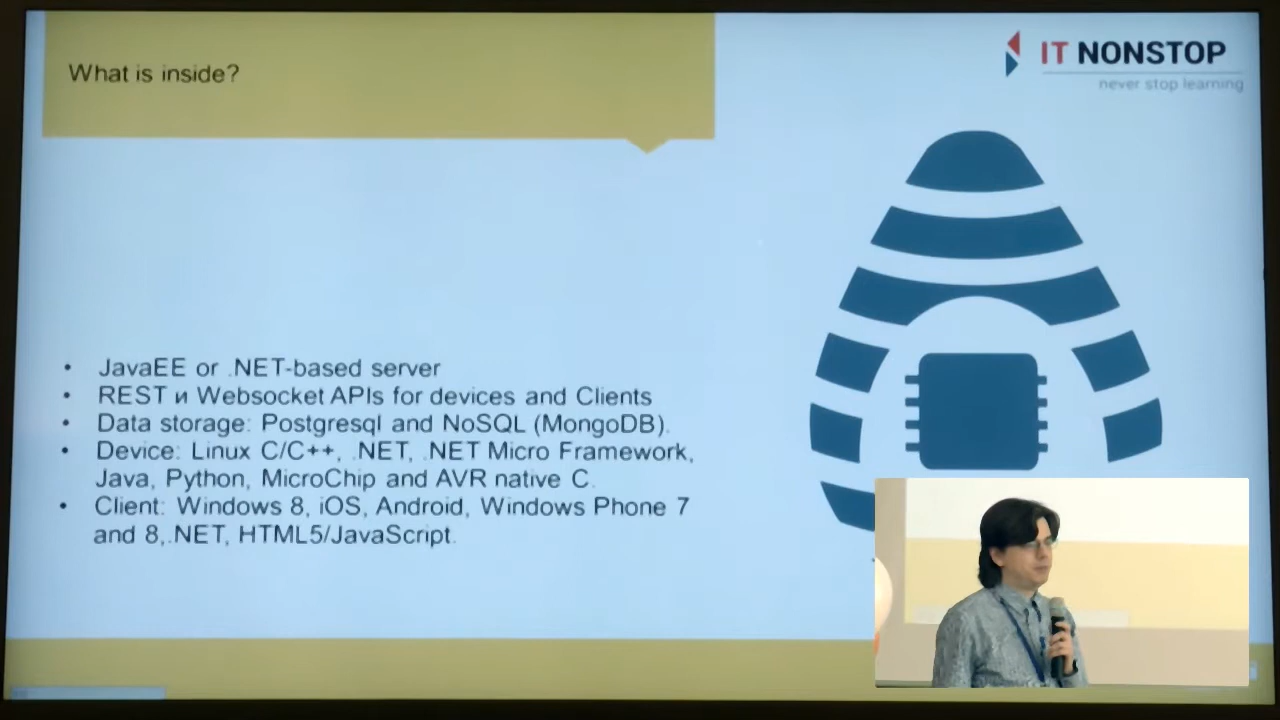 What is inside?
IT NONSTOP
never stop learning
• JavaEE or .NET-based server
• REST и Websocket APIs for devices and Clients
• Data storage: Postgresql and NoSQL (MongoDB).
• Device: Linux C/C++, .NET, .NET Micro Framework,
Java, Python, MicroChip and AVR native C.
• Client: Windows 8, iOS, Android, Windows Phone 7
and 8,.NET, HTML5/JavaScript.